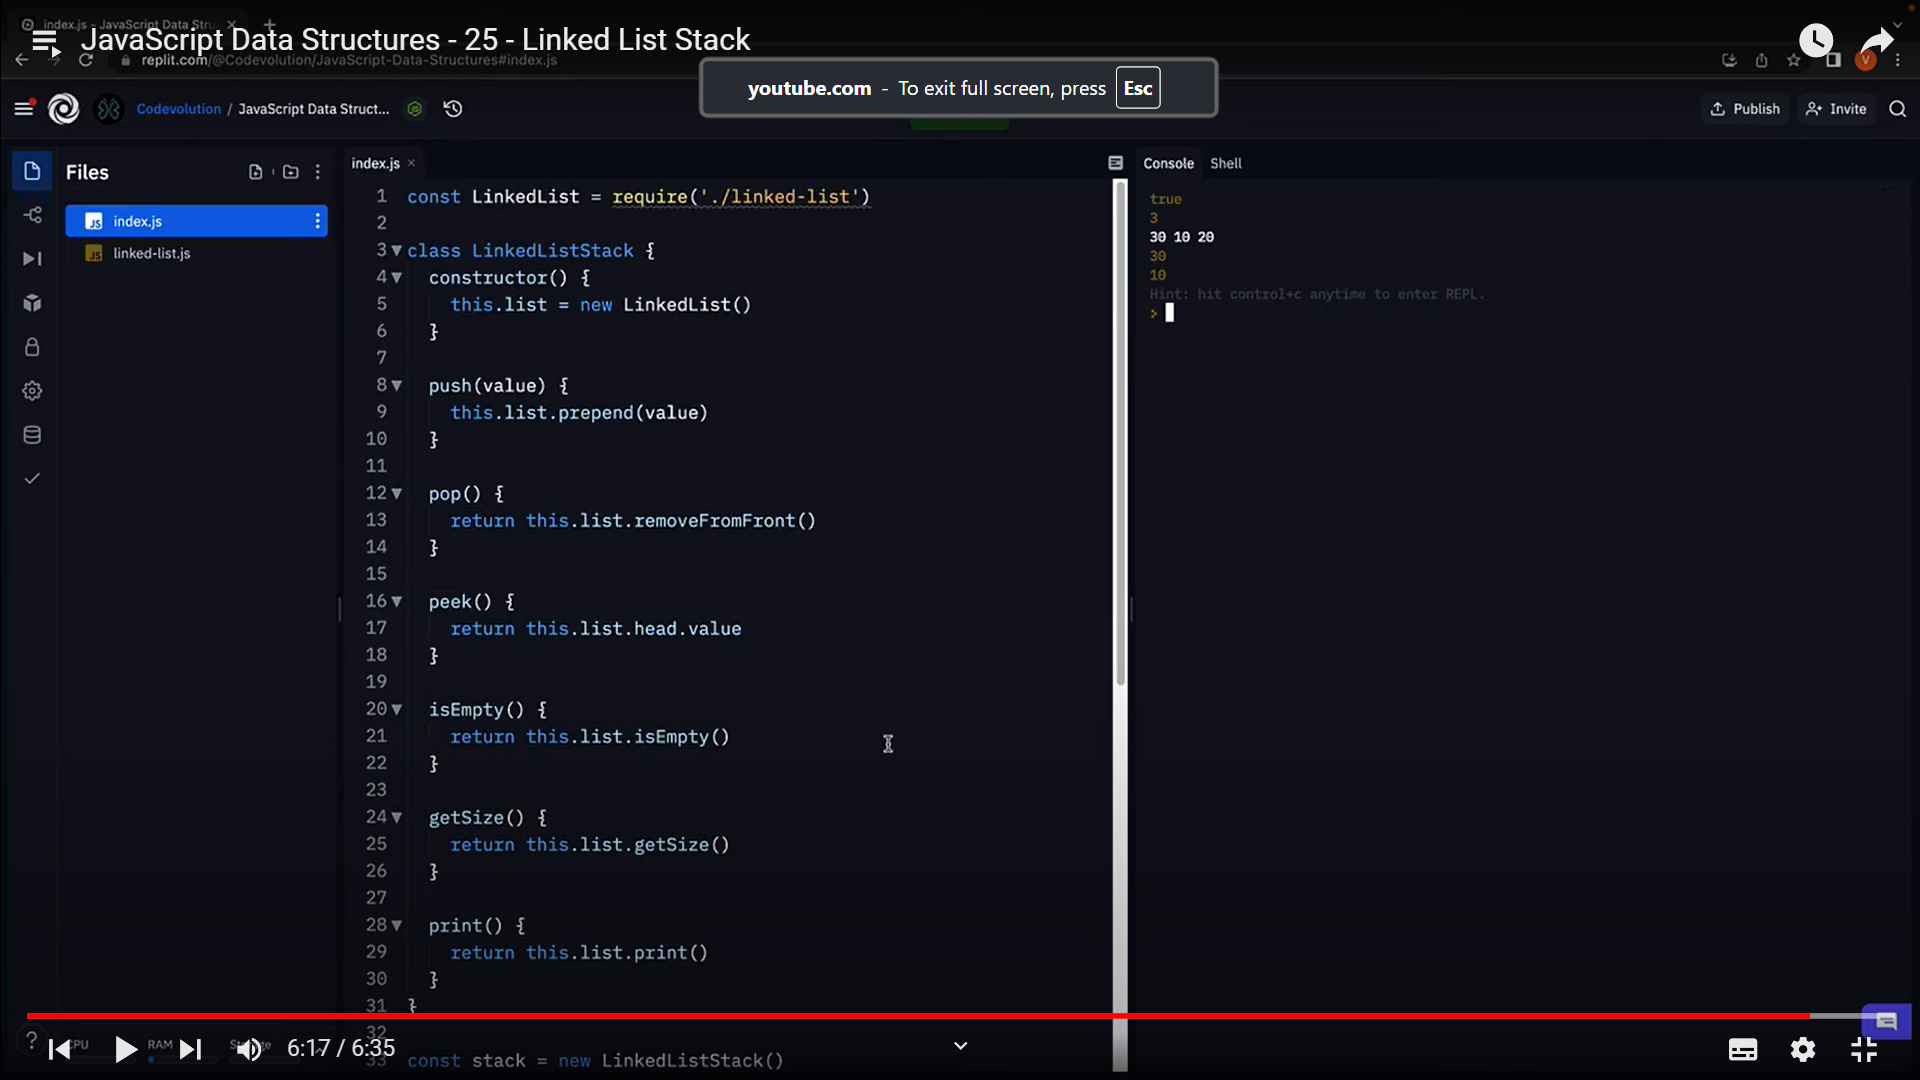 index.js - JavaScript Data Stru
JavaScript Data Structures - 25 - Linked List Stack
replit.com/@Codevolution/JavaScript-Data-Structures#index.js
youtube.com - To exit full screen, press Esc
Codevolution / JavaScript Data Struct...
Publish
Invite
Files
index.js
linked-list.js
index.js
1 const LinkedList = require('./linked-list')
2
3 class LinkedListStack {
4 constructor() {
5 this.list = new LinkedList()
6 }
7
8 push(value) {
9 this.list.prepend(value)
10 }
11
12 pop() {
13 return this.list.removeFromFront()
14 }
15
16 peek() {
17 return this.list.head.value
18 }
19
20 isEmpty() {
21 return this.list.isEmpty()
22 }
23
24 getSize() {
25 return this.list.getSize()
26 }
27
28 print() {
29 return this.list.print()
30 }
31 }
32
33 const stack = new LinkedListStack()
Console Shell
true
3
30 10 20
30
10
Hint: hit control+c anytime to enter REPL.
>
RAM
6:17 / 6:35